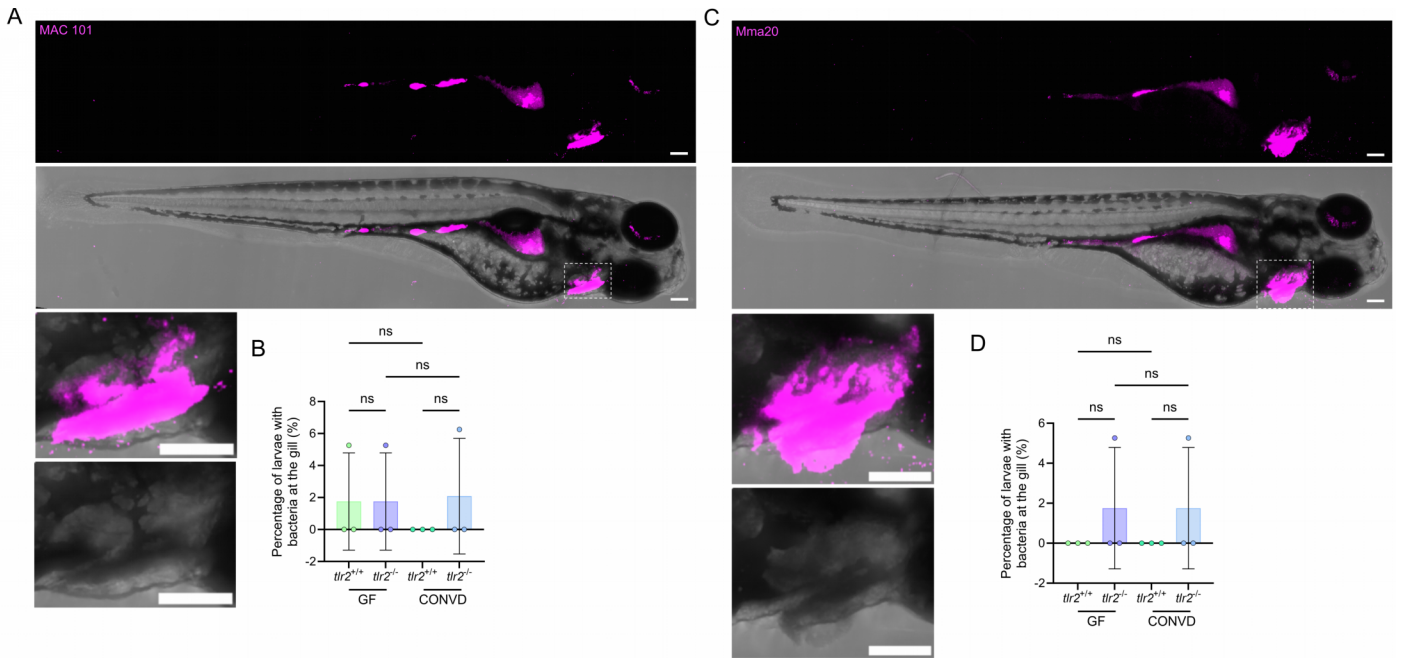 A
MAC 101
B
ns
ns
ns
ns
Percentage of larvae with
bacteria at the gill (%)
8
6
4
2
0
-2
tlr2+/+
tlr2-/-
tlr2+/+
tlr2-/-
GF
CONVD
C
Mma20
D
ns
ns
ns
ns
Percentage of larvae with
bacteria at the gill (%)
6
4
2
0
-2
tlr2+/+
tlr2-/-
tlr2+/+
tlr2-/-
GF
CONVD